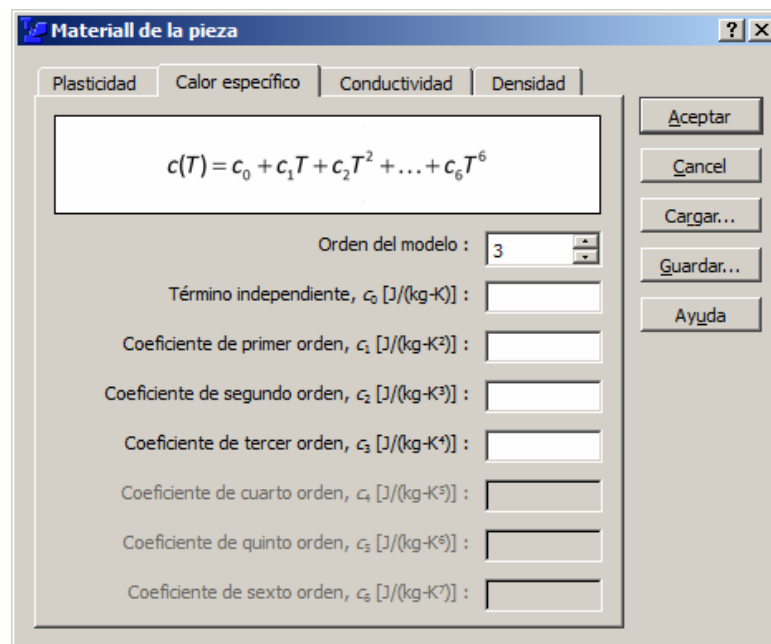 Materiall de la pieza
Plasticidad Calor específico Conductividad Densidad
c(T) = c₀ + c₁T + c₂T² + … + c₆T⁶
Orden del modelo : 3
Término independiente, c₀ [J/(kg-K)] :
Coeficiente de primer orden, c₁ [J/(kg-K²)] :
Coeficiente de segundo orden, c₂ [J/(kg-K³)] :
Coeficiente de tercer orden, c₃ [J/(kg-K⁴)] :
Coeficiente de cuarto orden, c₄ [J/(kg-K⁵)] :
Coeficiente de quinto orden, c₅ [J/(kg-K⁶)] :
Coeficiente de sexto orden, c₆ [J/(kg-K⁷)] :
Aceptar
Cancel
Cargar...
Guardar...
Ayuda